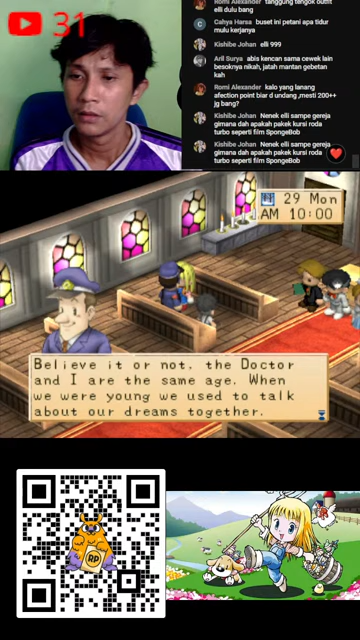 31
Romi Alexander tanggung tengok outfit
elli dulu bang
Cahya Harsa buset ini petani apa tidur
mulu kerjanya
Kishibe Johan elli 999
Aril Surya abis kencan sama cewek lain
besoknya nikah, jatah mantan gebetan
kah
Romi Alexander kalo yang lanang
afection point biar d undang ,mesti 200++
jg bang?
Kishibe Johan Nenek elli sampe gereja
gimana dah apakah pakek kursi roda
turbo seperti film SpongeBob
Kishibe Johan Nenek elli sampe gereja
gimana dah apakah pakek kursi roda
turbo seperti film SpongeBob
29 Mon
AM 10:00
Believe it or not, the Doctor
and I are the same age. When
we were young we used to talk
about our dreams together.
RP